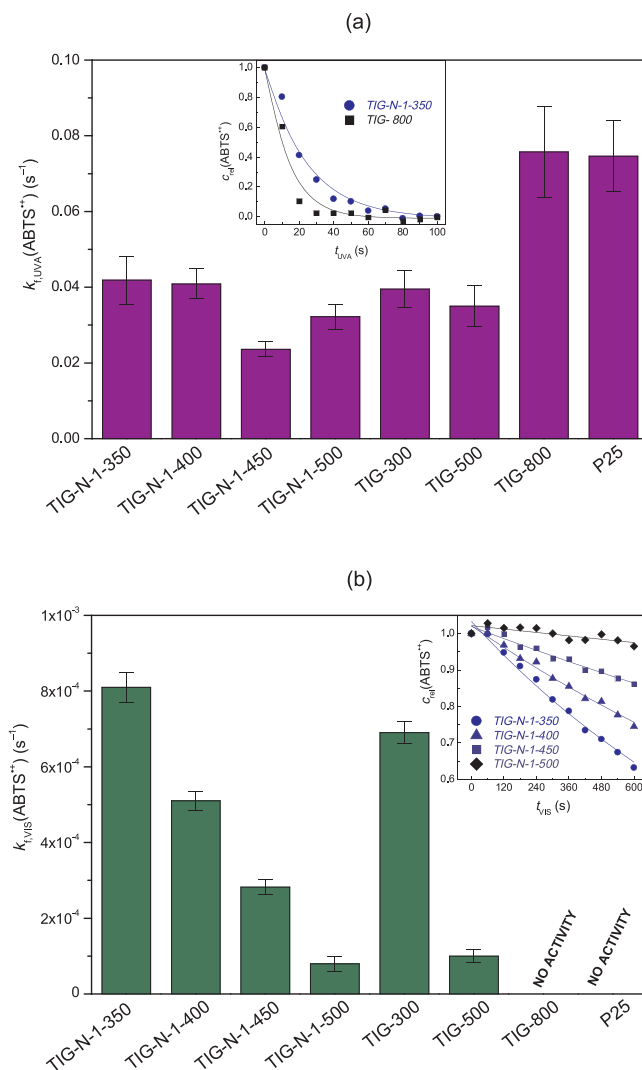 (a)
0.10
0.08
0.06
0.04
0.02
0.00
k_f,UVA(ABTS•+) (s⁻¹)
1,0
0,8
0,6
0,4
0,2
0,0
c_rel(ABTS•+)
TIG-N-1-350
TIG- 800
0 20 40 60 80 100
t_UVA (s)
TIG-N-1-350
TIG-N-1-400
TIG-N-1-450
TIG-N-1-500
TIG-300
TIG-500
TIG-800
P25
(b)
1x10⁻³
8x10⁻⁴
6x10⁻⁴
4x10⁻⁴
2x10⁻⁴
0
k_f,VIS(ABTS•+) (s⁻¹)
1,0
0,9
0,8
0,7
0,6
c_rel(ABTS•+)
TIG-N-1-350
TIG-N-1-400
TIG-N-1-450
TIG-N-1-500
0 120 240 360 480 600
t_VIS (s)
NO ACTIVITY
NO ACTIVITY
TIG-N-1-350
TIG-N-1-400
TIG-N-1-450
TIG-N-1-500
TIG-300
TIG-500
TIG-800
P25